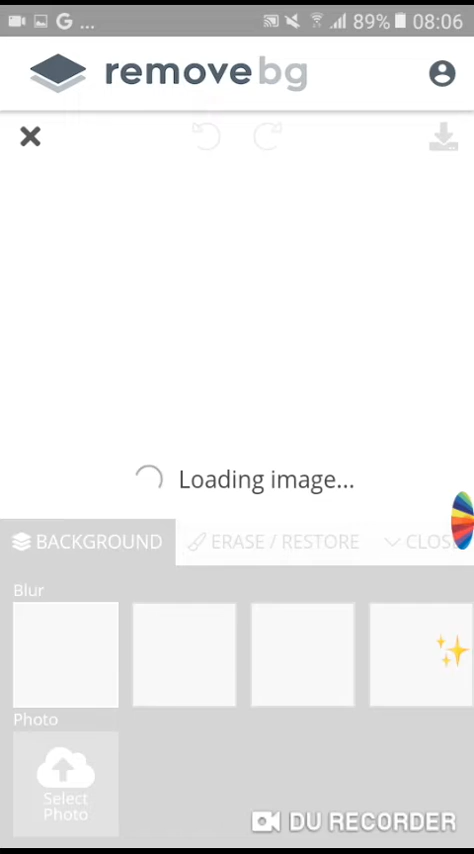 G ... 89% 08:06
remove bg
Loading image...
BACKGROUND ERASE / RESTORE CLOS
Blur
Photo
Select
Photo
DU RECORDER